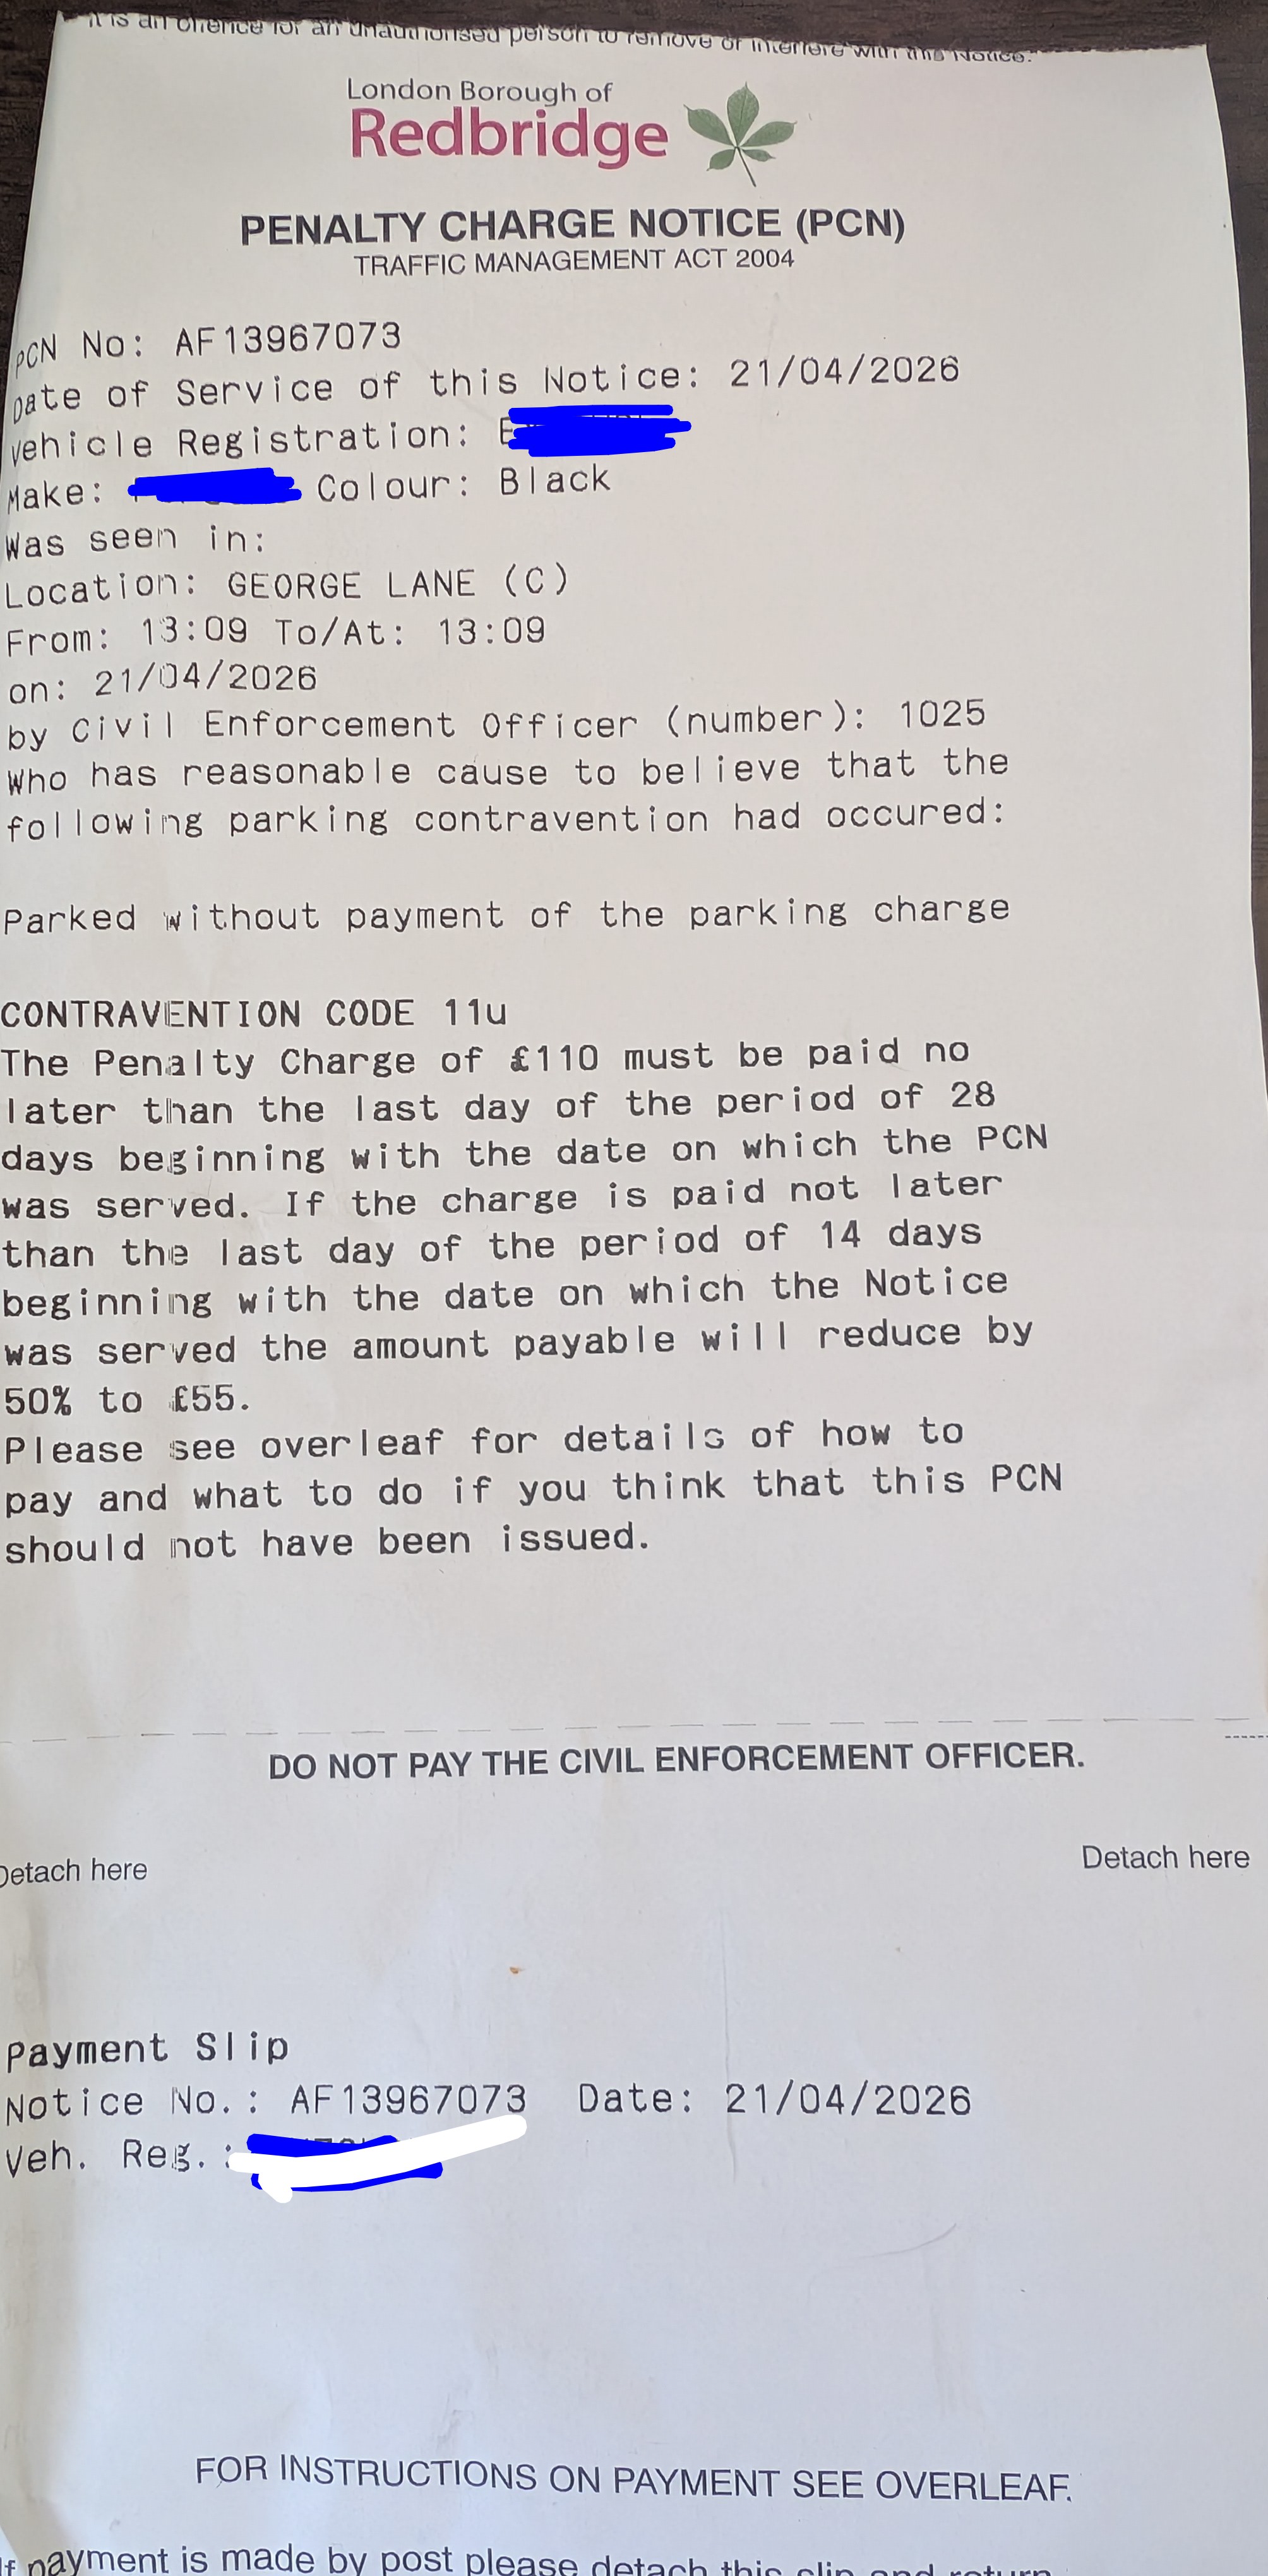 It is an offence for an unauthorised person to remove or interfere with this Notice.
London Borough of
Redbridge
PENALTY CHARGE NOTICE (PCN)
TRAFFIC MANAGEMENT ACT 2004
PCN No: AF13967073
Date of Service of this Notice: 21/04/2026
Vehicle Registration: E
Make: Colour: Black
Was seen in:
Location: GEORGE LANE (C)
From: 13:09 To/At: 13:09
on: 21/04/2026
by Civil Enforcement Officer (number): 1025
Who has reasonable cause to believe that the
following parking contravention had occured:
Parked without payment of the parking charge
CONTRAVENTION CODE 11u
The Penalty Charge of £110 must be paid no
later than the last day of the period of 28
days beginning with the date on which the PCN
was served. If the charge is paid not later
than the last day of the period of 14 days
beginning with the date on which the Notice
was served the amount payable will reduce by
50% to £55.
Please see overleaf for details of how to
pay and what to do if you think that this PCN
should not have been issued.
DO NOT PAY THE CIVIL ENFORCEMENT OFFICER.
Detach here Detach here
Payment Slip
Notice No.: AF13967073 Date: 21/04/2026
Veh. Reg.:
FOR INSTRUCTIONS ON PAYMENT SEE OVERLEAF.
If payment is made by post please detach this slip and return